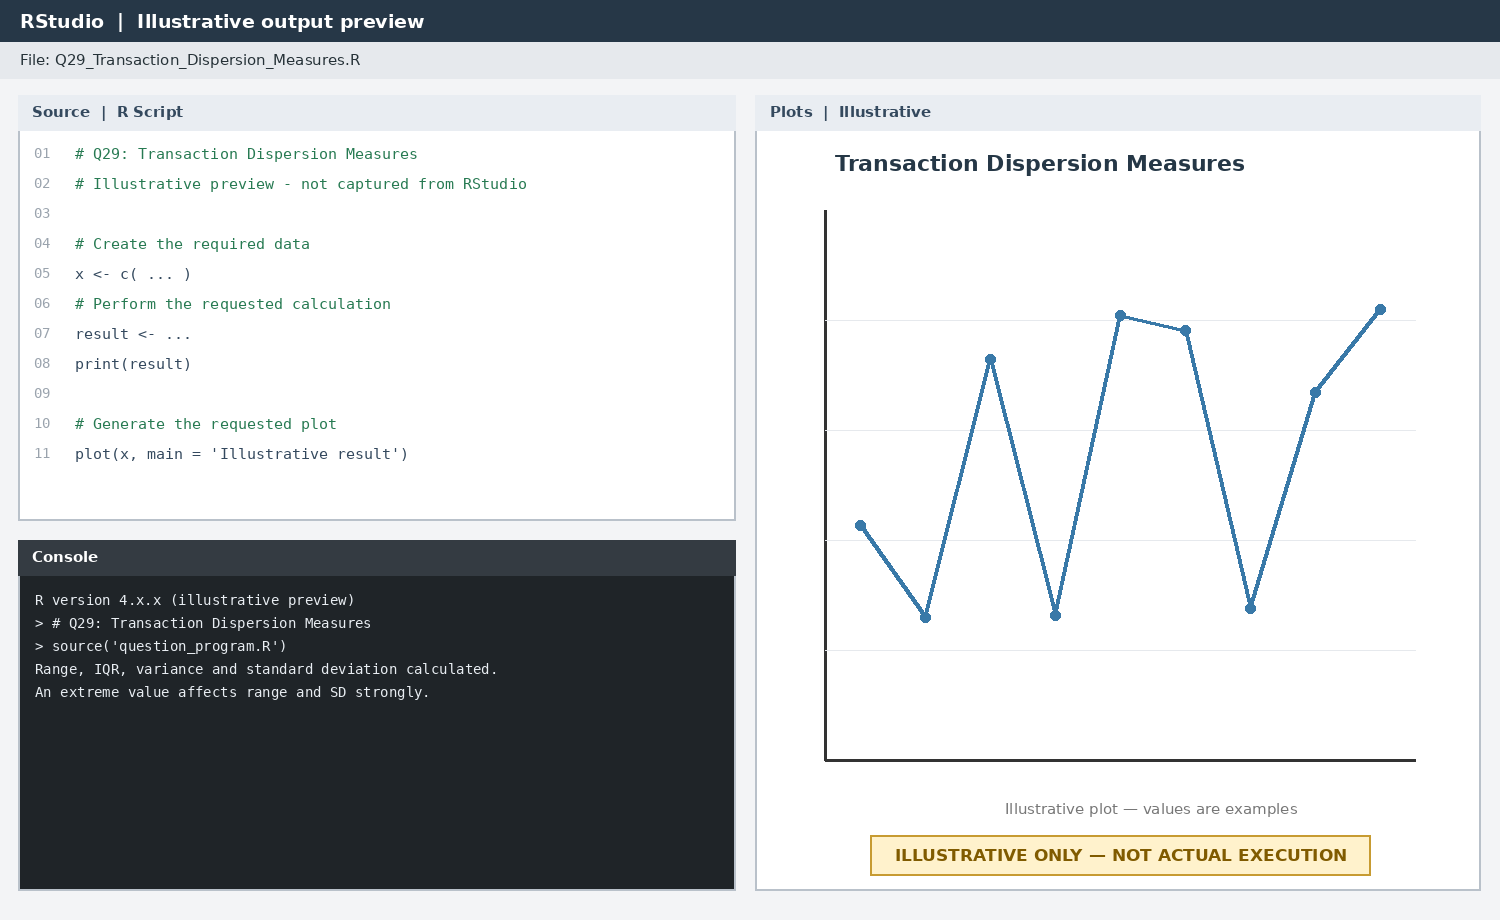 RStudio | Illustrative output preview
File: Q29_Transaction_Dispersion_Measures.R
Source | R Script
01 # Q29: Transaction Dispersion Measures
02 # Illustrative preview - not captured from RStudio
03
04 # Create the required data
05 x <- c( ... )
06 # Perform the requested calculation
07 result <- ...
08 print(result)
09
10 # Generate the requested plot
11 plot(x, main = 'Illustrative result')
Console
R version 4.x.x (illustrative preview)
> # Q29: Transaction Dispersion Measures
> source('question_program.R')
Range, IQR, variance and standard deviation calculated.
An extreme value affects range and SD strongly.
Plots | Illustrative
Transaction Dispersion Measures
Illustrative plot — values are examples
ILLUSTRATIVE ONLY — NOT ACTUAL EXECUTION